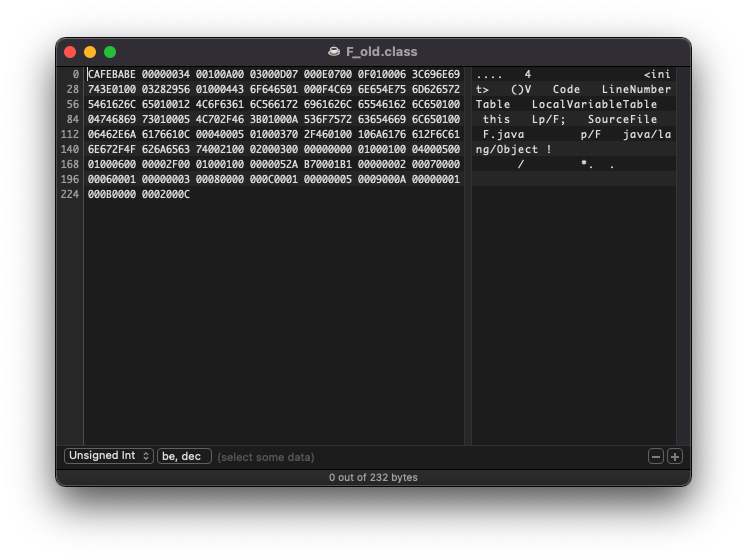 F_old.class
0 CAFEBABE 00000034 00100A00 03000D07 000E0700 0F010006 3C696E69 .... 4 <ini
28 743E0100 03282956 01000443 6F646501 000F4C69 6E654E75 6D626572 t> ()V Code LineNumber
56 5461626C 65010012 4C6F6361 6C566172 6961626C 65546162 6C650100 Table LocalVariableTable
84 04746869 73010005 4C702F46 3B01000A 536F7572 63654669 6C650100 this Lp/F; SourceFile
112 06462E6A 6176610C 00040005 01000370 2F460100 106A6176 612F6C61 F.java p/F java/la
140 6E672F4F 626A6563 74002100 02000300 00000000 01000100 04000500 ng/Object !
168 01000600 00002F00 01000100 0000052A B70001B1 00000002 00070000 / *. .
196 00060001 00000003 00080000 000C0001 00000005 0009000A 00000001
224 000B0000 0002000C
Unsigned Int be, dec (select some data)
0 out of 232 bytes